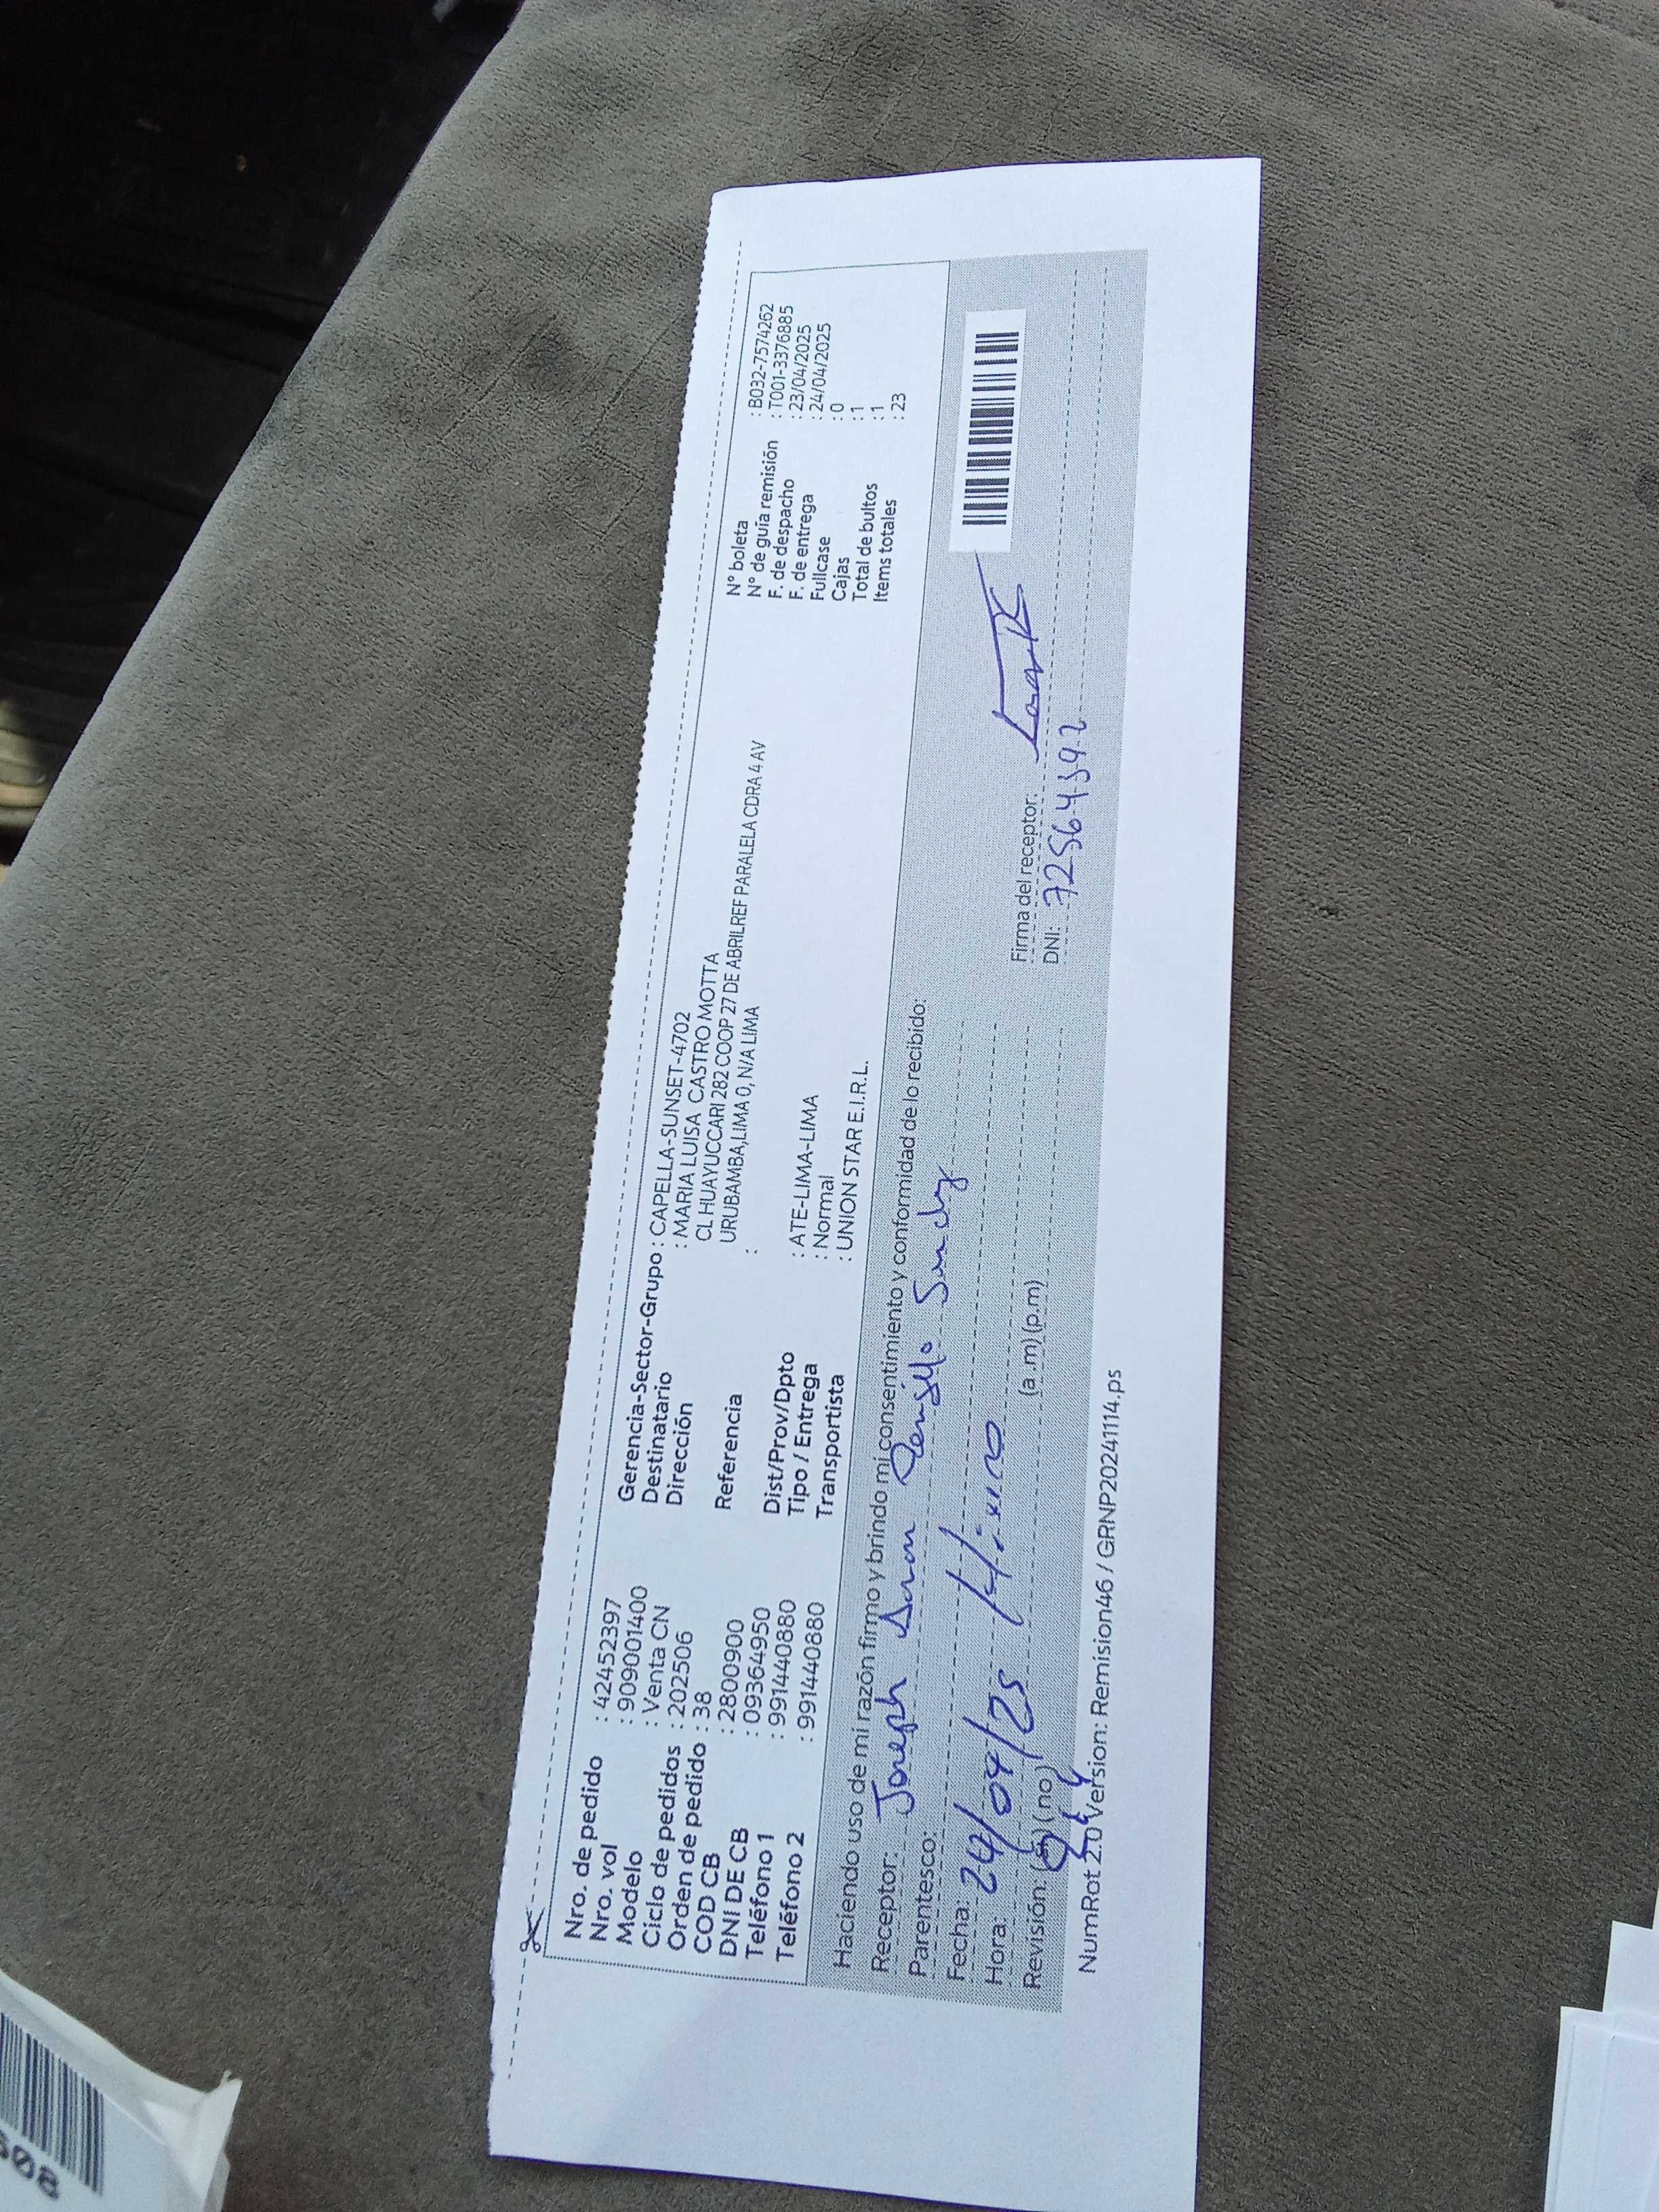 Nro. de pedido : 42452397
Nro. vol : 909001400
Modelo : Venta CN
Ciclo de pedidos : 202506
Orden de pedido : 38
COD CB : 2800900
DNI DE CB : 09364950
Teléfono 1 : 991440880
Teléfono 2 : 991440880
Gerencia-Sector-Grupo : CAPELLA-SUNSET-4702
Destinatario : MARIA LUISA CASTRO MOTTA
Dirección CL HUAYUCCARI 282 COOP 27 DE ABRILREF PARALELA CDRA 4 AV
URUBAMBA,LIMA 0, N/A LIMA
Referencia :
Dist/Prov/Dpto : ATE-LIMA-LIMA
Tipo / Entrega : Normal
Transportista : UNION STAR E.I.R.L.
N° boleta : B032-7574262
N° de guía remisión : T001-3376885
F. de despacho : 23/04/2025
F. de entrega : 24/04/2025
Fullcase : 0
Cajas : 1
Total de bultos : 1
Items totales : 23
Haciendo uso de mi razón firmo y brindo mi consentimiento y conformidad de lo recibido:
Receptor: Joseph
Parentesco:
Fecha: 24/04/25
Hora:
Revisión: (si) (no) (a .m) (p.m)
Firma del receptor:
DNI: 72564392
NumRot 2.0 Version: Remision46 / GRNP20241114.ps
608